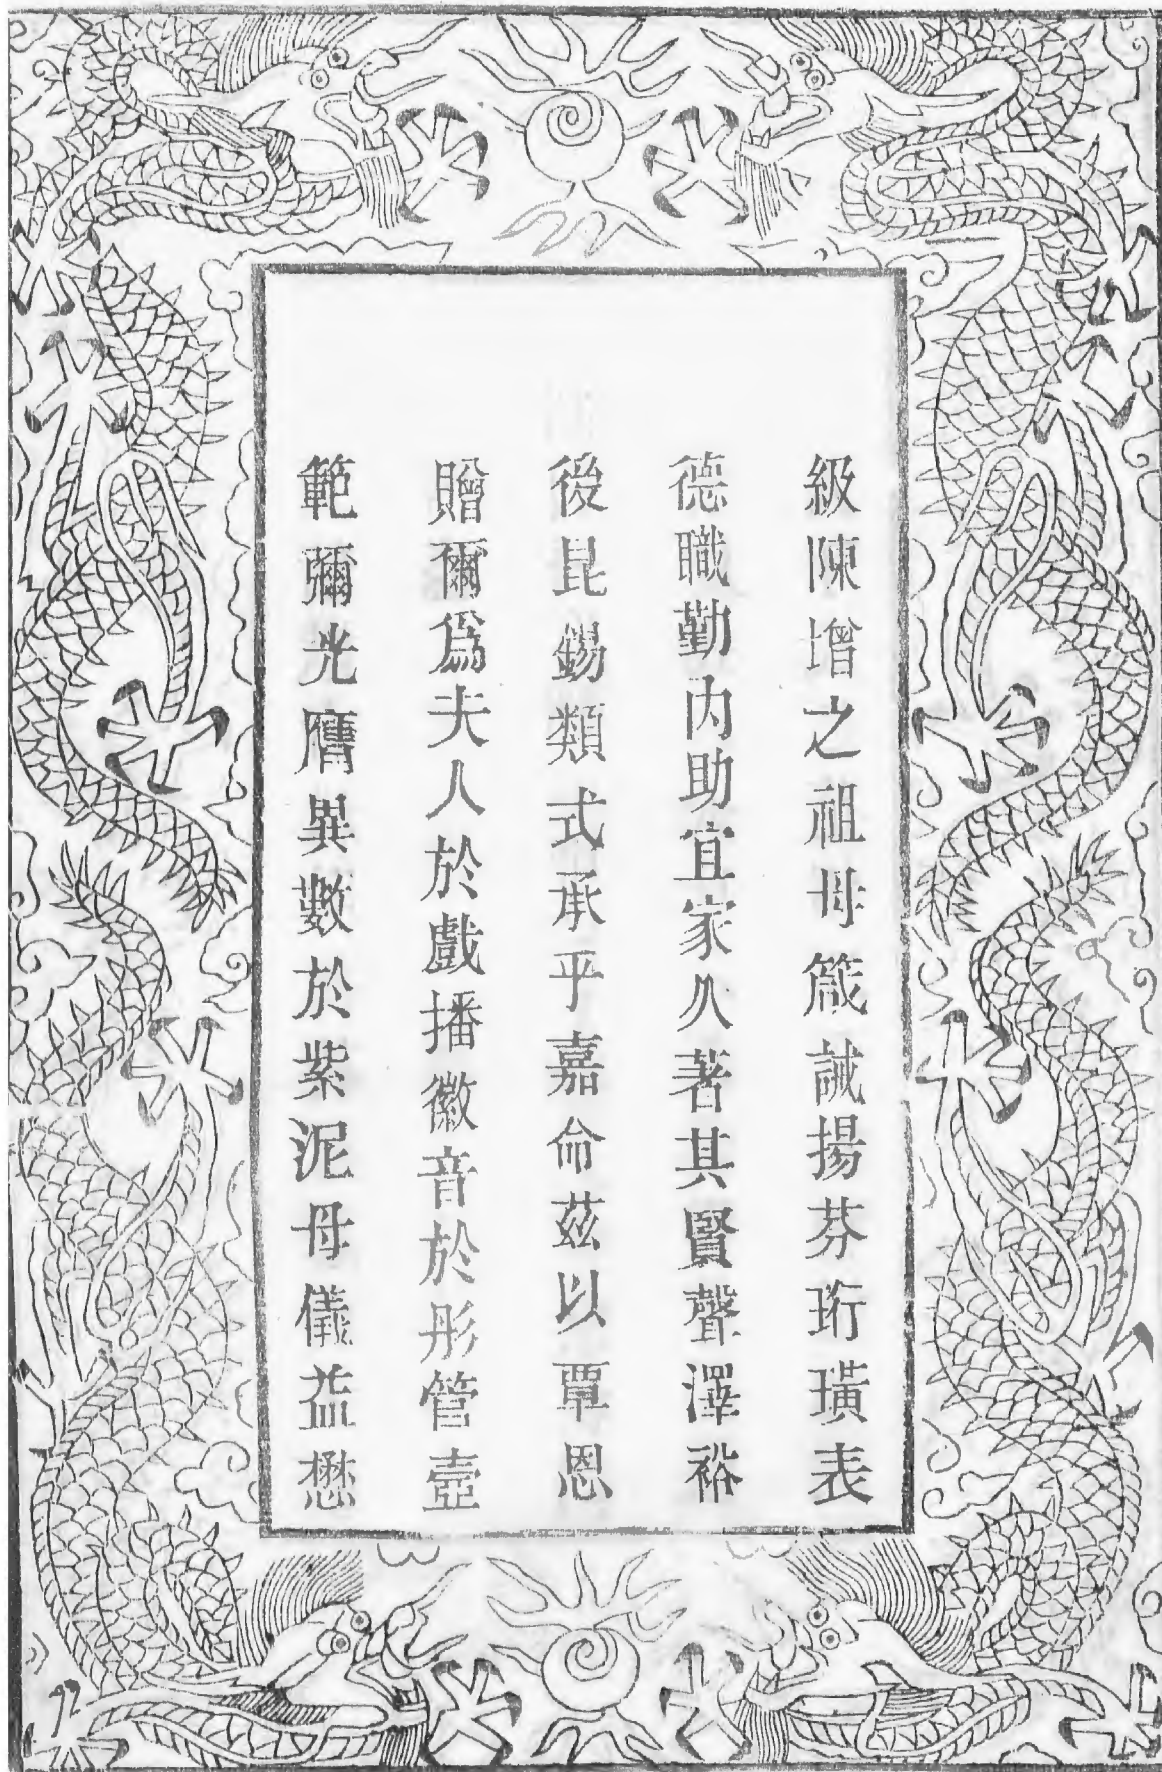 級陳增之祖母箴誡揚芬珩璜表
德職勤內助宜家久著其賢聲澤裕
後昆錫類式承乎嘉命茲以覃恩
贈爾爲夫人於戲播徽音於彤管壼
範彌光膺異數於紫泥母儀益懋